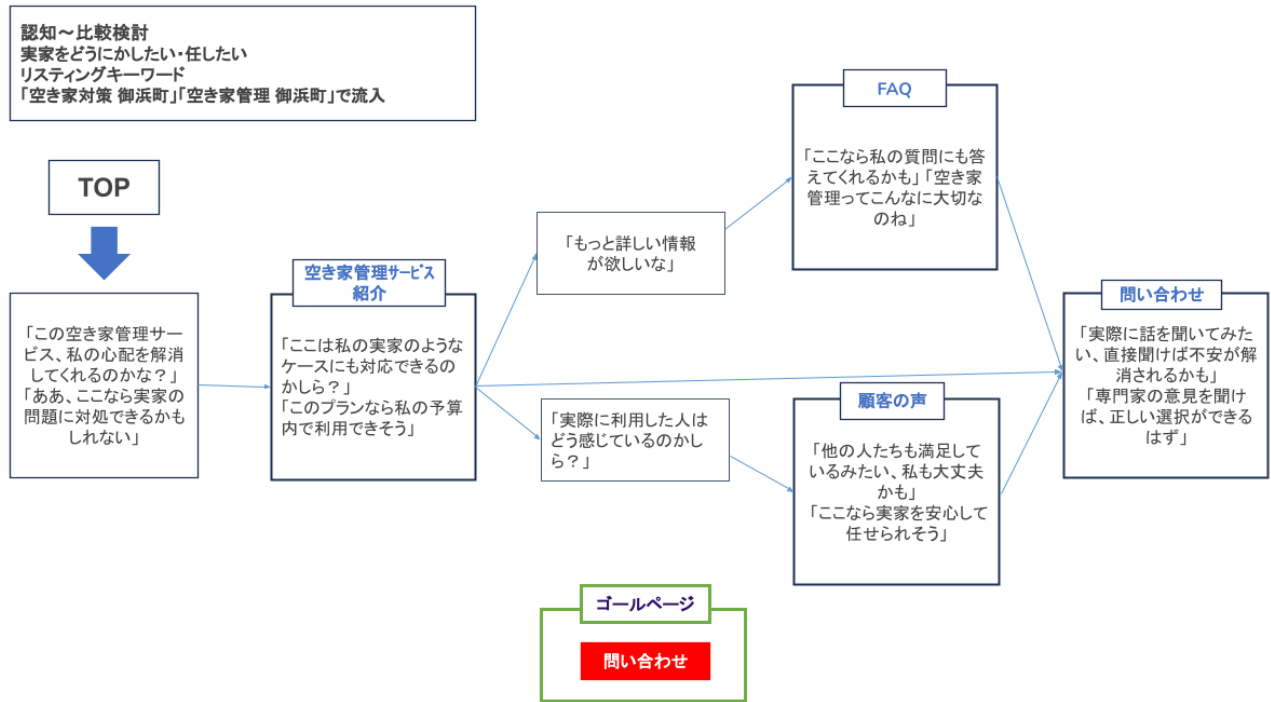 認知～比較検討
実家をどうにかしたい・任したい
リスティングキーワード
「空き家対策 御浜町」「空き家管理 御浜町」で流入
TOP
「この空き家管理サー
ビス、私の心配を解消
してくれるのかな？」
「ああ、ここなら実家の
問題に対処できるかも
しれない」
空き家管理ｻｰﾋﾞｽ
紹介
「ここは私の実家のような
ケースにも対応できるの
かしら？」
「このプランなら私の予算
内で利用できそう」
「もっと詳しい情報
が欲しいな」
「実際に利用した人は
どう感じているのかし
ら？」
FAQ
「ここなら私の質問にも答
えてくれるかも」「空き家
管理ってこんなに大切な
のね」
顧客の声
「他の人たちも満足して
いるみたい、私も大丈夫
かも」
「ここなら実家を安心して
任せられそう」
問い合わせ
「実際に話を聞いてみた
い、直接聞けば不安が解
消されるかも」
「専門家の意見を聞け
ば、正しい選択ができる
はず」
ゴールページ
問い合わせ